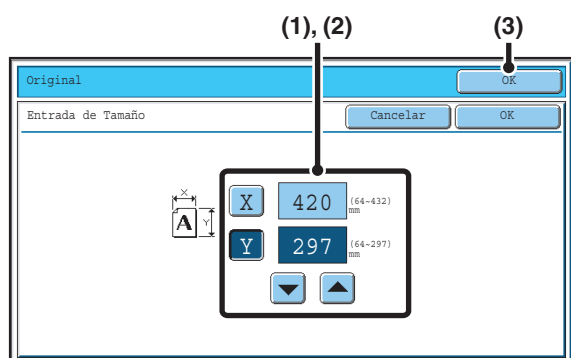 (1), (2) (3)
Original OK
Entrada de Tamaño Cancelar OK
X
X 420 (64~432) mm
A Y
Y 297 (64~297) mm